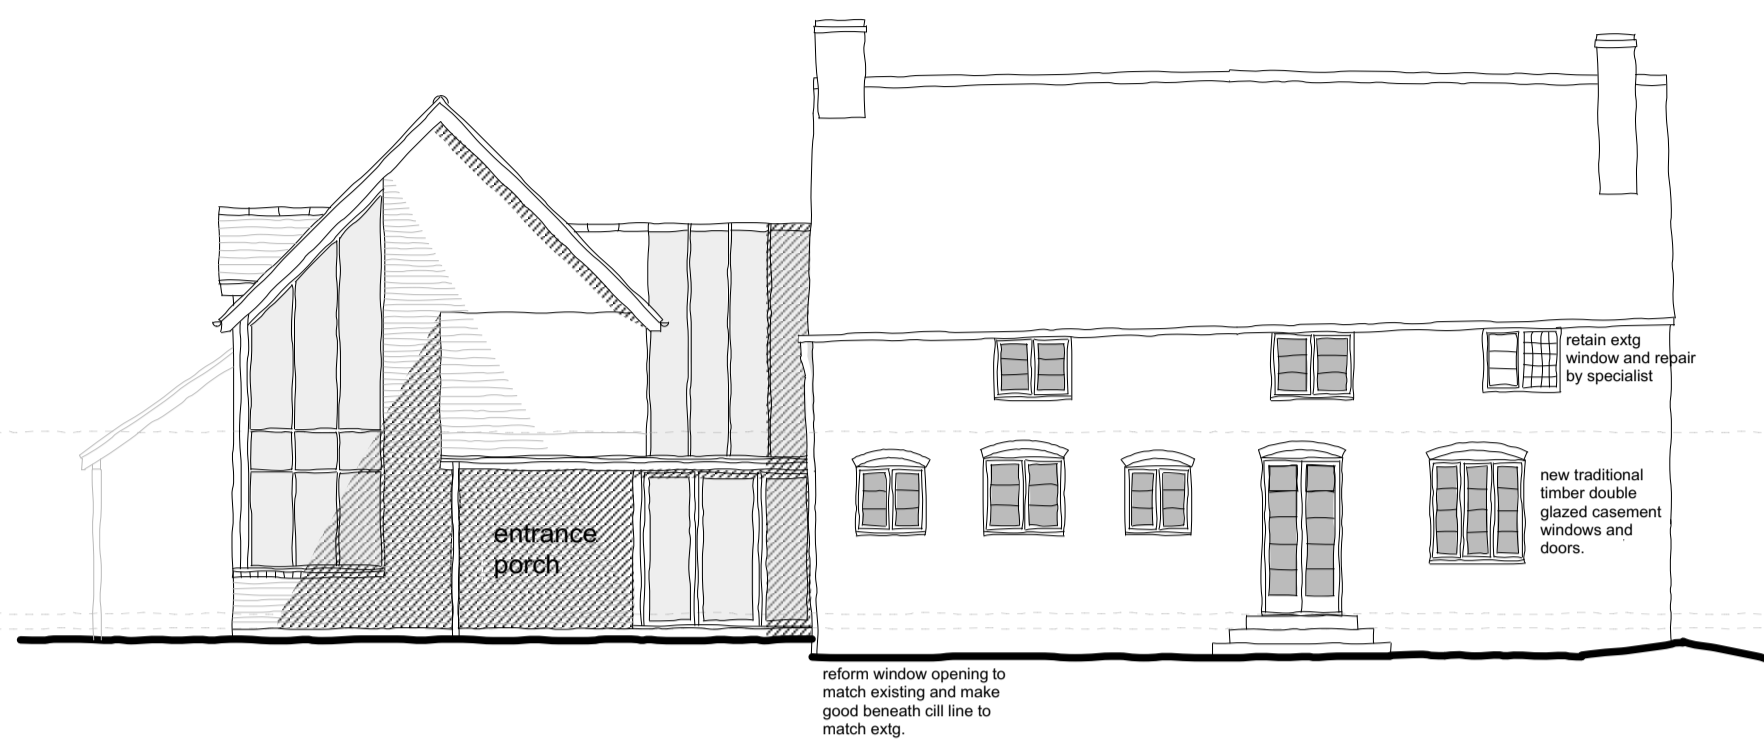 retain extg
window and repair
by specialist
new traditional
timber double
glazed casement
windows and
doors.
entrance
porch
reform window opening to
match existing and make
good beneath cill line to
match extg.